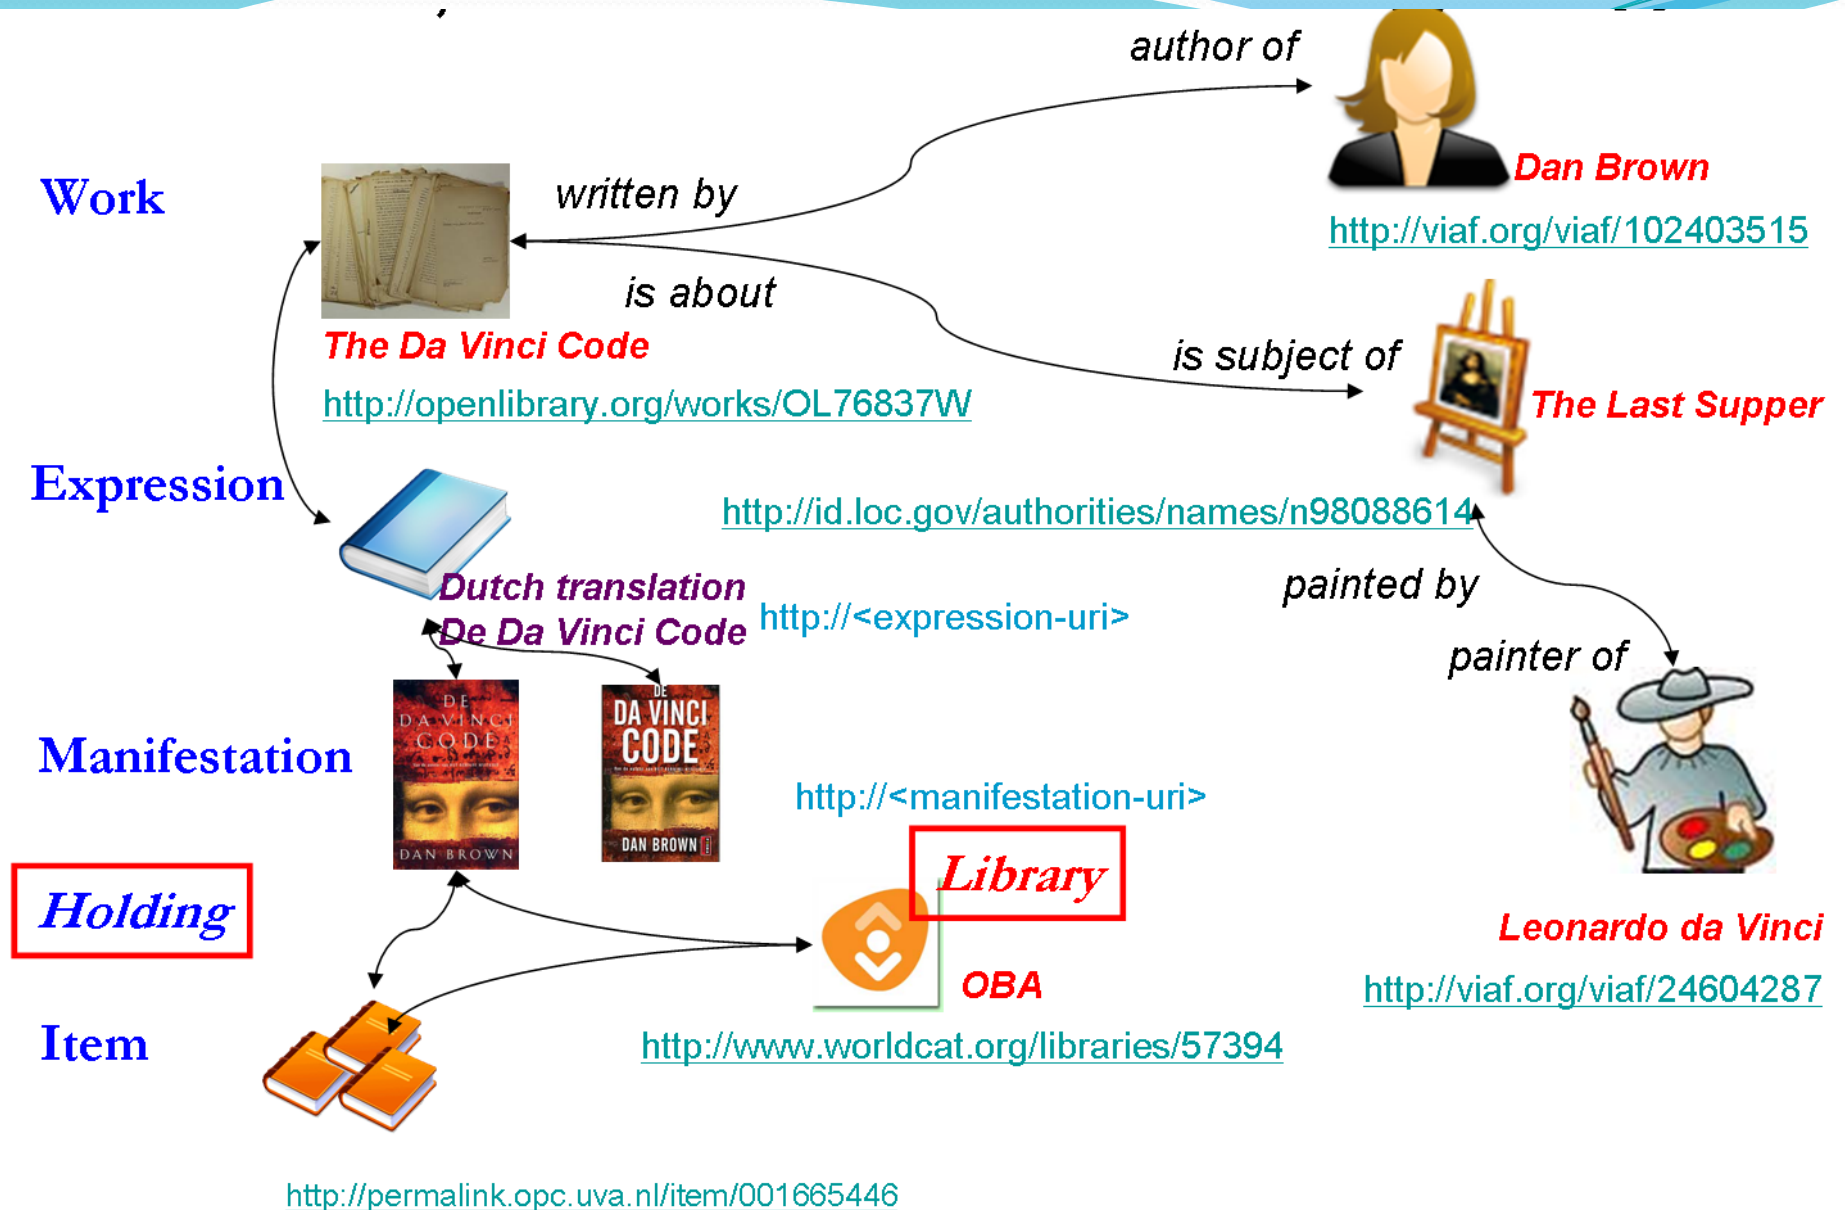 author of
Dan Brown
http://viaf.org/viaf/102403515
Work
written by
is about
The Da Vinci Code
http://openlibrary.org/works/OL76837W
is subject of
The Last Supper
Expression
http://id.loc.gov/authorities/names/n98088614
Dutch translation
De Da Vinci Code
http://<expression-uri>
painted by
painter of
Manifestation
DE
DA VINCI
CODE
DAN BROWN
DE
DA VINCI
CODE
DAN BROWN
http://<manifestation-uri>
Library
Holding
OBA
Leonardo da Vinci
http://viaf.org/viaf/24604287
Item
http://www.worldcat.org/libraries/57394
http://permalink.opc.uva.nl/item/001665446